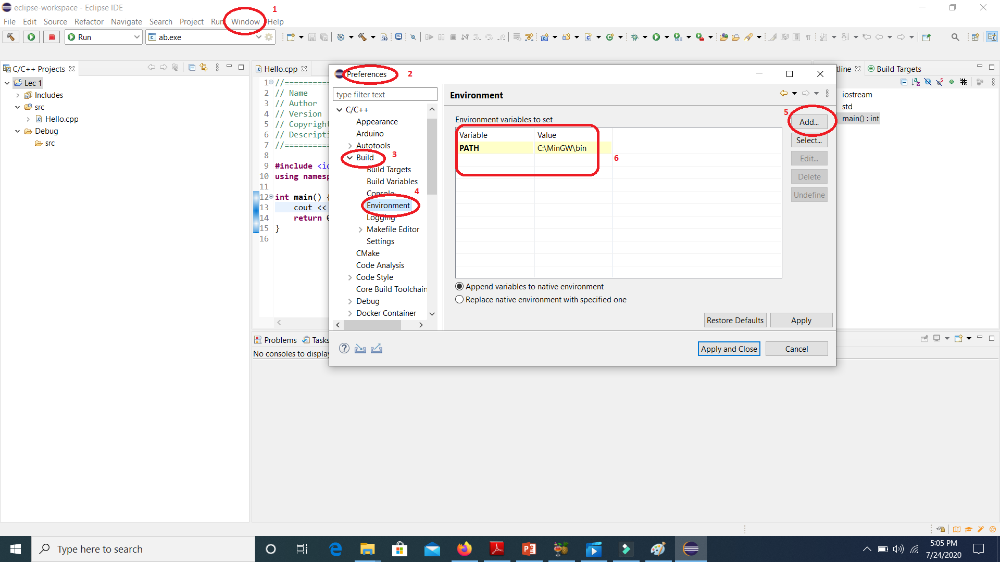 eclipse-workspace - Eclipse IDE
1
File Edit Source Refactor Navigate Search Project Run Window Help
Run
ab.exe
C/C++ Projects
Lec 1
Includes
src
Hello.cpp
Debug
src
Hello.cpp
1 //===========
2 // Name
3 // Author
4 // Version
5 // Copyright
6 // Descripti
7 //===========
8
9 #include <io
10 using namesp
11
12 int main() {
13 cout <<
14 return 0
15 }
16
Preferences
2
type filter text
C/C++
Appearance
Arduino
Autotools
Build
3
Build Targets
Build Variables
Console
4
Environment
Logging
Makefile Editor
Settings
CMake
Code Analysis
Code Style
Core Build Toolchain
Debug
Docker Container
Environment
Environment variables to set
Variable Value
PATH C:\MinGW\bin
6
5
Add...
Select...
Edit...
Delete
Undefine
Append variables to native environment
Replace native environment with specified one
Restore Defaults Apply
Apply and Close Cancel
tline
Build Targets
iostream
std
main() : int
Problems Tasks
No consoles to display
Type here to search
5:05 PM
7/24/2020